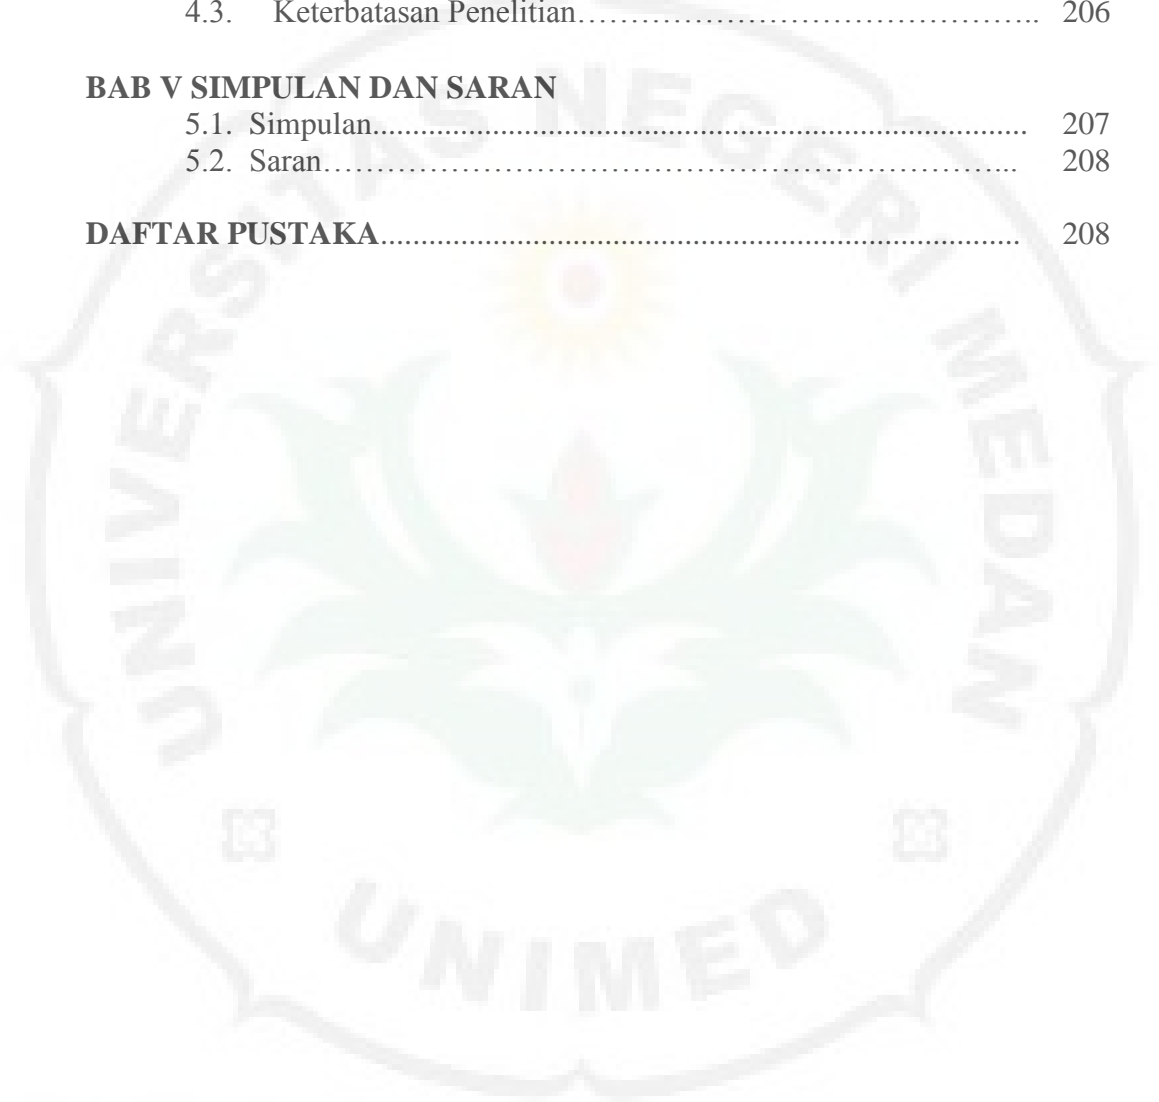 4.3. Keterbatasan Penelitian…………………………………….. 206
BAB V SIMPULAN DAN SARAN
5.1. Simpulan................................................................................ 207
5.2. Saran………………………………………………………... 208
DAFTAR PUSTAKA.............................................................................. 208
UNIVERSITAS NEGERI MEDAN
UNIMED